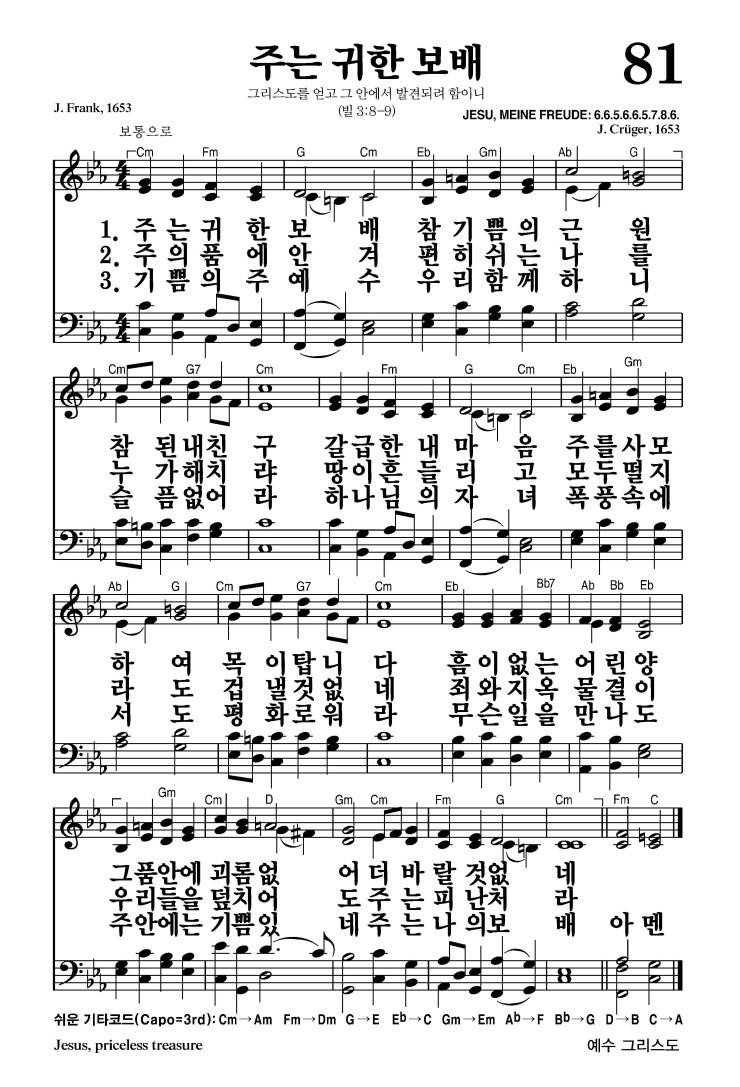 주는 귀한 보배
81
그리스도를 얻고 그 안에서 발견되려 함이니
(빌 3:8-9)
J. Frank, 1653
JESU, MEINE FREUDE: 6.6.5.6.6.5.7.8.6.
보통으로
J. Crüger, 1653
Cm Fm G Cm Eb Gm Ab G
1. 주 는 귀 한 보 배 참 기 쁨 의 근 원
2. 주 의 품 에 안 겨 편 히 쉬 는 나 를
3. 기 쁨 의 주 예 수 우 리 함 께 하 니
Cm G7 Cm Fm G Cm Eb Gm
참 된 내 친 구 갈 급 한 내 마 음 주 를 사 모
누 가 해 치 랴 땅 이 흔 들 리 고 모 두 떨 지
슬 픔 없 어 라 하 나 님 의 자 녀 폭 풍 속 에
Ab G Cm G7 Cm Eb Bb7 Ab Bb Eb
하 여 목 이 탑 니 다 흠 이 없 는 어 린 양
라 도 겁 낼 것 없 네 죄 와 지 옥 물 결 이
서 도 평 화 로 워 라 무 슨 일 을 만 나 도
Gm Cm D Gm Cm Fm G Cm Fm C
그 품 안 에 괴 롬 없 어 더 바 랄 것 없 네
우 리 들 을 덮 치 어 도 주 는 피 난 처 라
주 안 에 는 기 쁨 있 네 주 는 나 의 보 배 아 멘
쉬운 기타코드(Capo=3rd): Cm→Am Fm→Dm G→E Eb→C Gm→Em Ab→F Bb→G D→B C→A
Jesus, priceless treasure
예수 그리스도